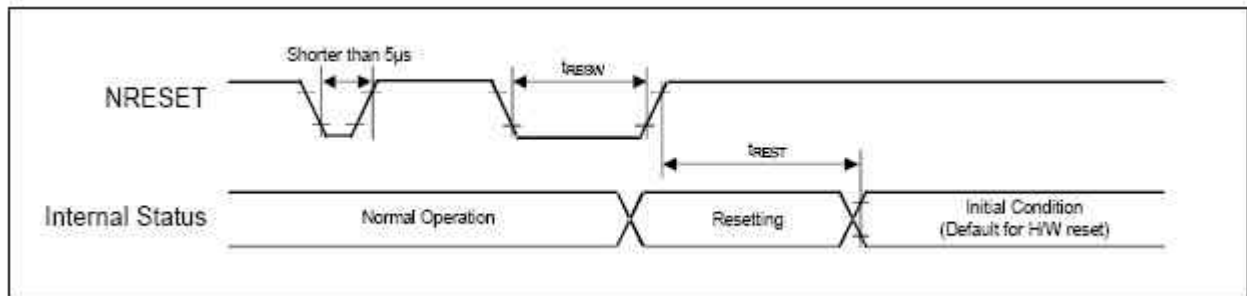 Shorter than 5µs
tRESW
NRESET
tREST
Internal Status
Normal Operation
Resetting
Initial Condition
(Default for H/W reset)